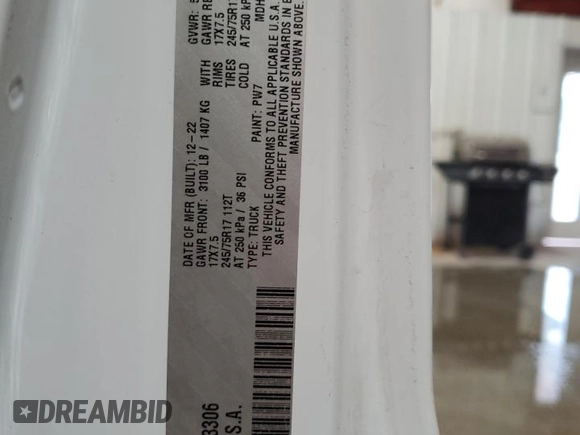 DATE OF MFR (BUILT): 12-22 GVWR:
GAWR FRONT: 3100 LB / 1407 KG WITH GAWR
17X7.5 RIMS 17X7.5
245/75R17 112T TIRES 245/75R17
AT 250 kPa / 36 PSI COLD AT 250
TYPE: TRUCK PAINT: PW7 MDH
THIS VEHICLE CONFORMS TO ALL APPLICABLE U.S.A.
SAFETY AND THEFT PREVENTION STANDARDS IN
MANUFACTURE SHOWN ABOVE.
3306
S.A.
DREAMBID